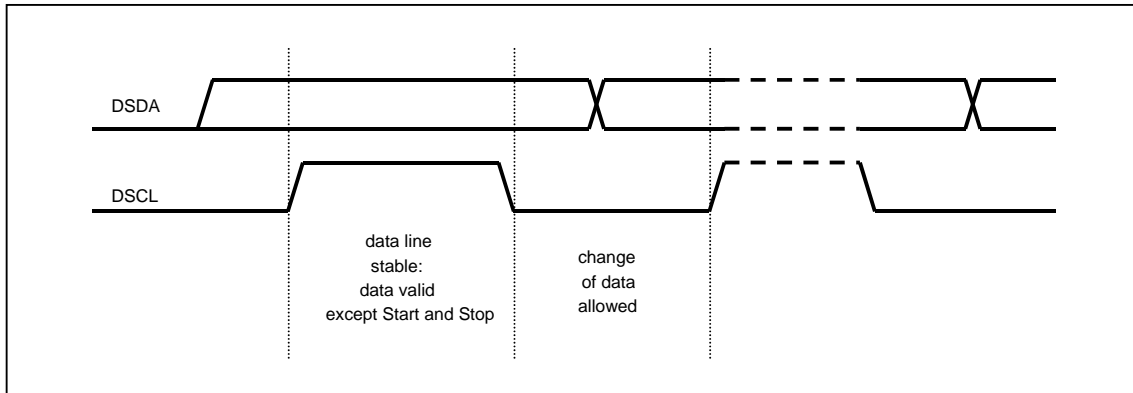 DSDA
DSCL
data line
stable:
data valid
except Start and Stop
change
of data
allowed